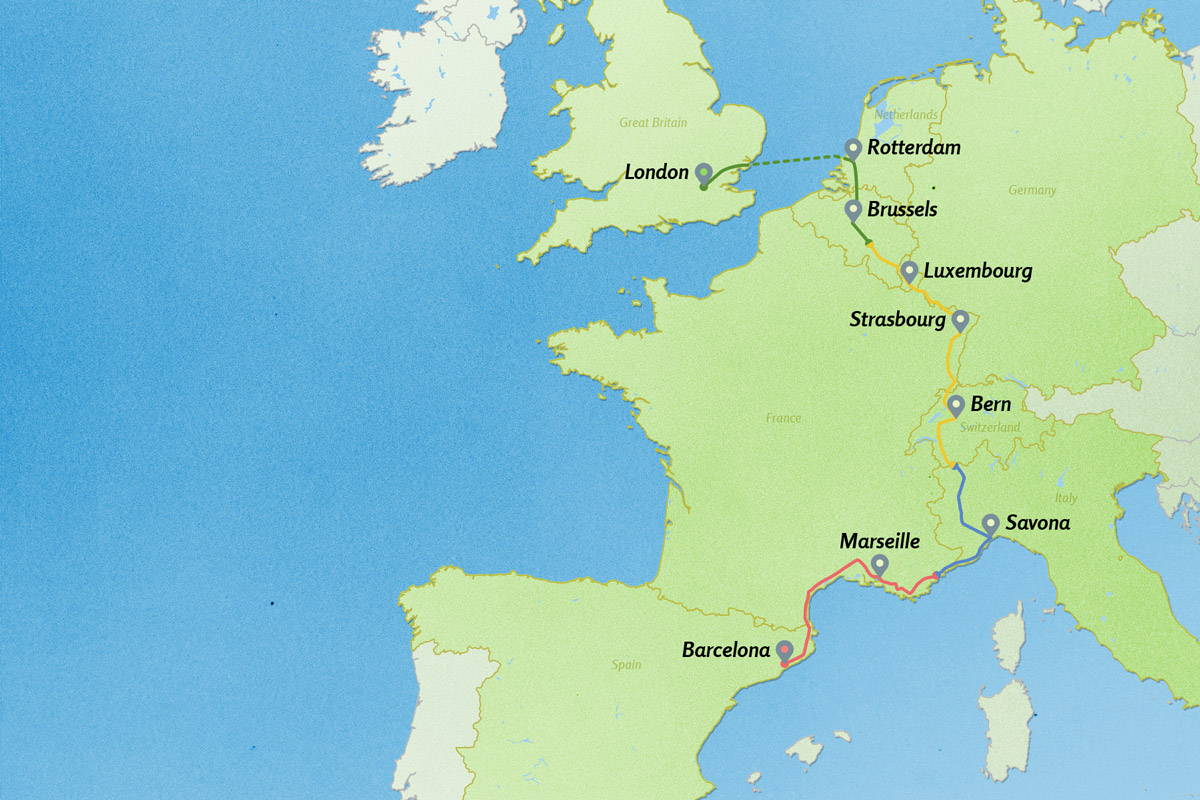 Great Britain
Netherlands
Rotterdam
London
Germany
Brussels
Luxembourg
Strasbourg
Bern
France
Switzerland
Italy
Savona
Marseille
Barcelona
Spain